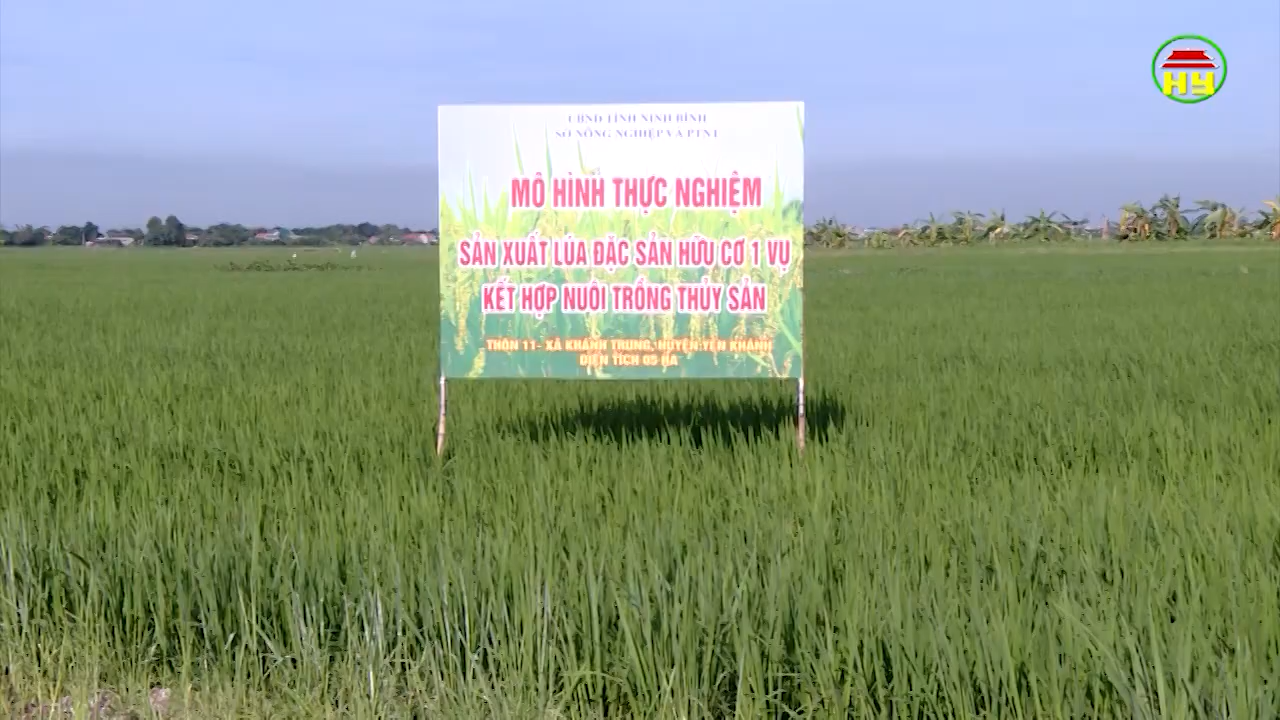 UBND TỈNH NINH BÌNH
SỞ NÔNG NGHIỆP VÀ PTNT
MÔ HÌNH THỰC NGHIỆM
SẢN XUẤT LÚA ĐẶC SẢN HỮU CƠ 1 VỤ
KẾT HỢP NUÔI TRỒNG THỦY SẢN
THÔN 11- XÃ KHÁNH TRUNG, HUYỆN YÊN KHÁNH
DIỆN TÍCH 05 HA
HY